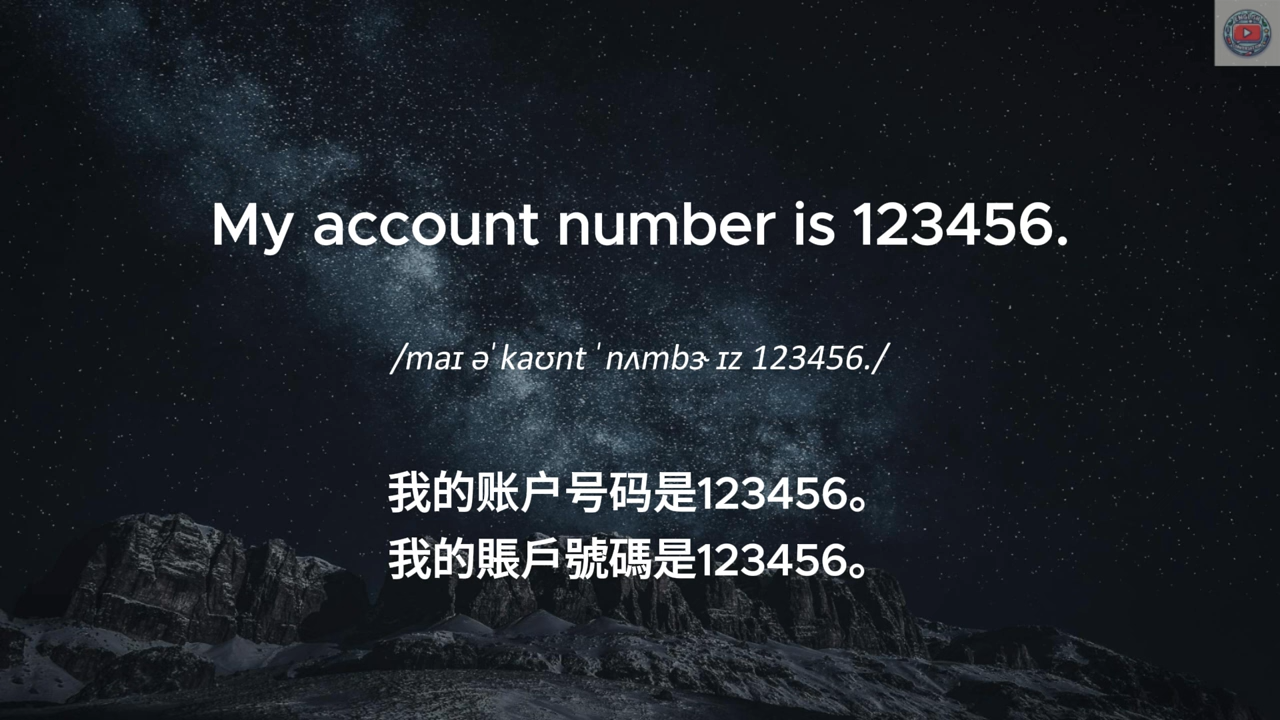 My account number is 123456.
/maɪ əˈkaʊnt ˈnʌmbɝ ɪz 123456./
我的账户号码是123456。
我的賬戶號碼是123456。